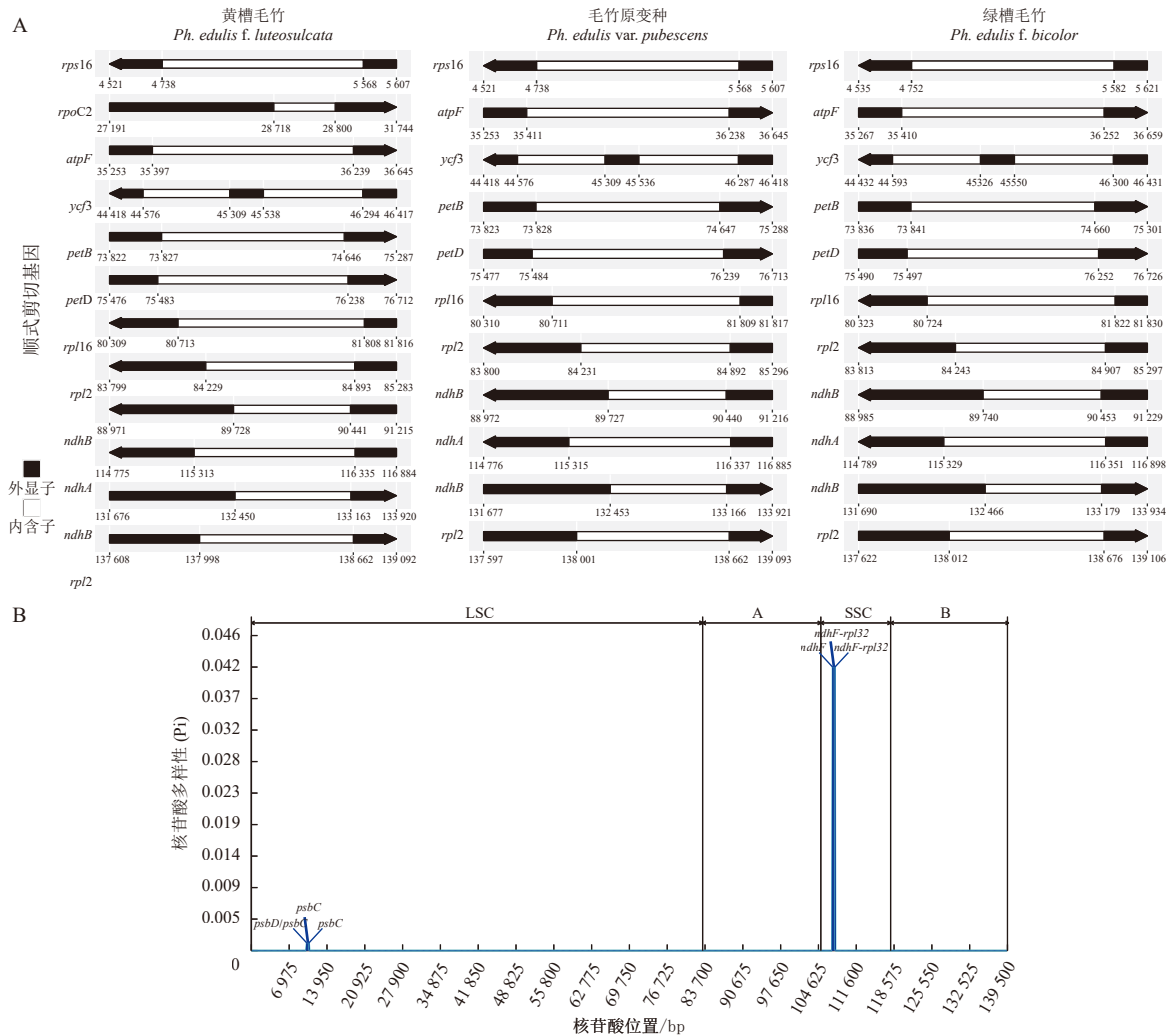 A
黄槽毛竹
Ph. edulis f. luteosulcata
毛竹原变种
Ph. edulis var. pubescens
绿槽毛竹
Ph. edulis f. bicolor
顺式剪切基因
外显子
内含子
rps16
4 521 4 738 5 568 5 607
rpoC2
27 191 28 718 28 800 31 744
atpF
35 253 35 397 36 239 36 645
ycf3
44 418 44 576 45 309 45 538 46 294 46 417
petB
73 822 73 827 74 646 75 287
petD
75 476 75 483 76 238 76 712
rpl16
80 309 80 713 81 808 81 816
rpl2
83 799 84 229 84 893 85 283
ndhB
88 971 89 728 90 441 91 215
ndhA
114 775 115 313 116 335 116 884
ndhB
131 676 132 450 133 163 133 920
rpl2
137 608 137 998 138 662 139 092
rps16
4 521 4 738 5 568 5 607
atpF
35 253 35 411 36 238 36 645
ycf3
44 418 44 576 45 309 45 536 46 287 46 418
petB
73 823 73 828 74 647 75 288
petD
75 477 75 484 76 239 76 713
rpl16
80 310 80 711 81 809 81 817
rpl2
83 800 84 231 84 892 85 296
ndhB
88 972 89 727 90 440 91 216
ndhA
114 776 115 315 116 337 116 885
ndhB
131 677 132 453 133 166 133 921
rpl2
137 597 138 001 138 662 139 093
rps16
4 535 4 752 5 582 5 621
atpF
35 267 35 410 36 252 36 659
ycf3
44 432 44 593 45326 45550 46 300 46 431
petB
73 836 73 841 74 660 75 301
petD
75 490 75 497 76 252 76 726
rpl16
80 323 80 724 81 822 81 830
rpl2
83 813 84 243 84 907 85 297
ndhB
88 985 89 740 90 453 91 229
ndhA
114 789 115 329 116 351 116 898
ndhB
131 690 132 466 133 179 133 934
rpl2
137 622 138 012 138 676 139 106
B
LSC A SSC B
ndhF-rpl32
ndhF ndhF-rpl32
psbC
psbD/psbC psbC
核苷酸多样性 (Pi)
0.046
0.042
0.037
0.032
0.028
0.023
0.019
0.014
0.009
0.005
0
6 975 13 950 20 925 27 900 34 875 41 850 48 825 55 800 62 775 69 750 76 725 83 700 90 675 97 650 104 625 111 600 118 575 125 550 132 525 139 500
核苷酸位置/bp